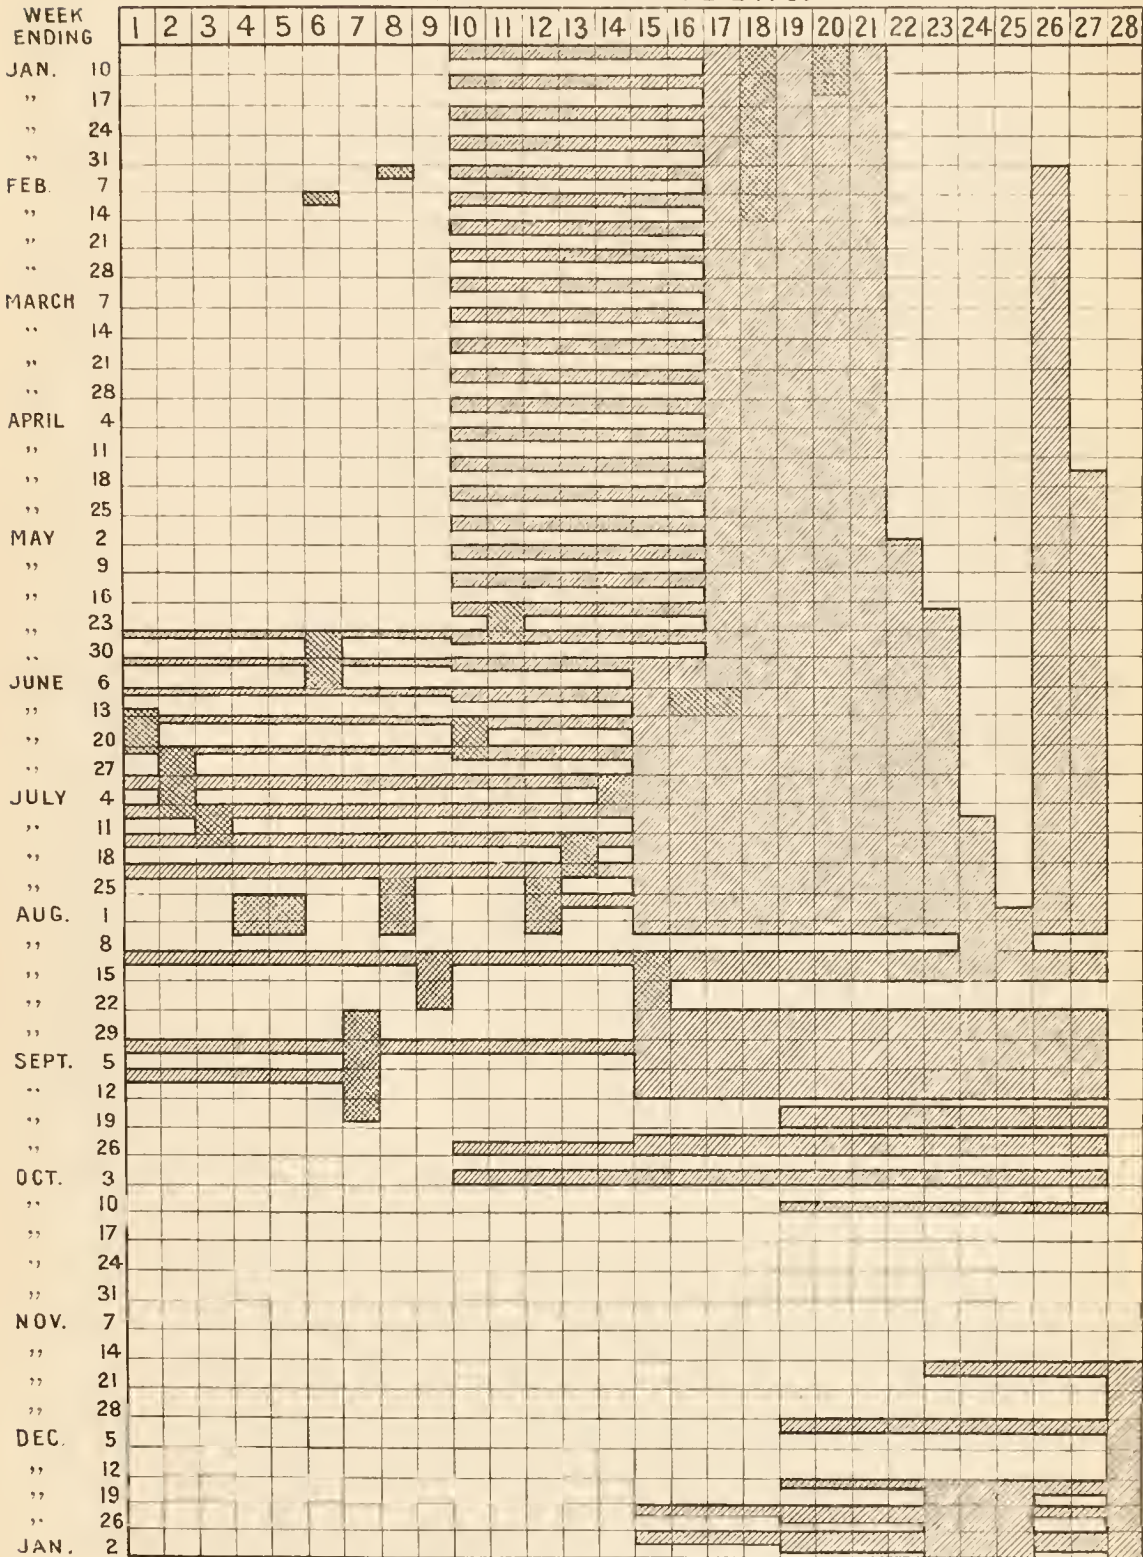 WEEK
ENDING 1 2 3 4 5 6 7 8 9 10 11 12 13 14 15 16 17 18 19 20 21 22 23 24 25 26 27 28
JAN. 10
,, 17
,, 24
,, 31
FEB. 7
,, 14
,, 21
,, 28
MARCH 7
,, 14
,, 21
,, 28
APRIL 4
,, 11
,, 18
,, 25
MAY 2
,, 9
,, 16
,, 23
,, 30
JUNE 6
,, 13
,, 20
,, 27
JULY 4
,, 11
,, 18
,, 25
AUG. 1
,, 8
,, 15
,, 22
,, 29
SEPT. 5
,, 12
,, 19
,, 26
OCT. 3
,, 10
,, 17
,, 24
,, 31
NOV. 7
,, 14
,, 21
,, 28
DEC. 5
,, 12
,, 19
,, 26
JAN. 2